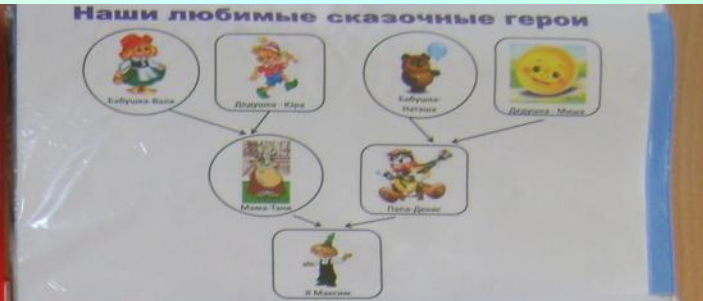 Наши любимые сказочные герои
Бабушка-Валя
Дедушка - Юра
Бабушка-
Наташа
Дедушка - Миша
Мама-Таня
Папа-Денис
Я Максим